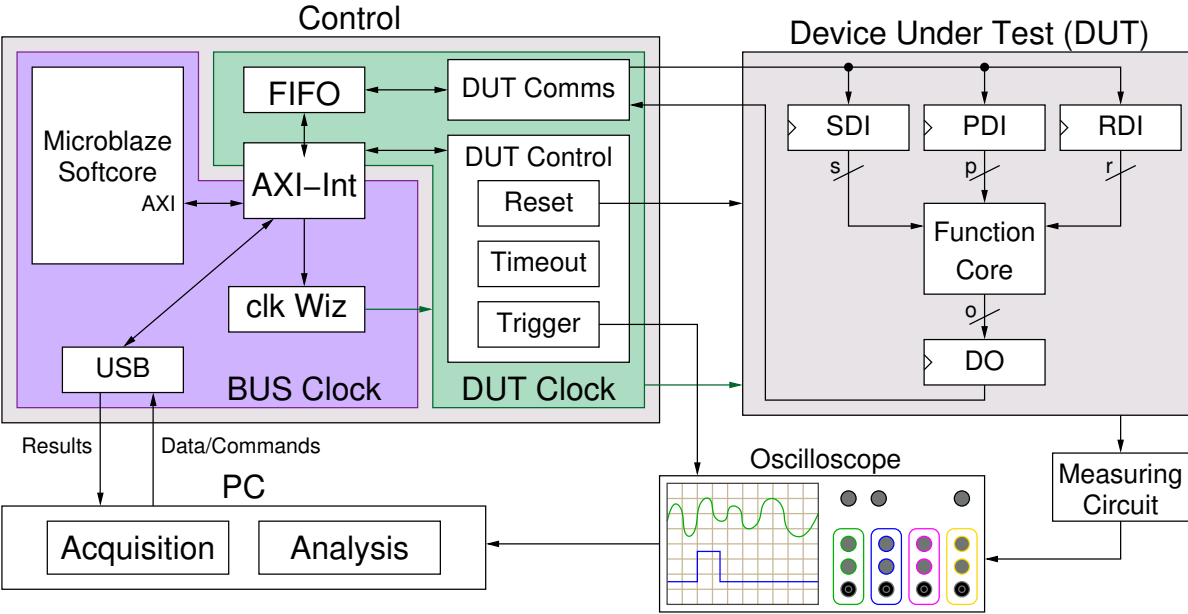 Control
Device Under Test (DUT)
Microblaze
Softcore
AXI
FIFO
AXI–Int
clk Wiz
USB
BUS Clock
DUT Comms
DUT Control
Reset
Timeout
Trigger
DUT Clock
SDI
PDI
RDI
s
p
r
Function
Core
o
DO
Results
Data/Commands
PC
Acquisition
Analysis
Oscilloscope
Measuring
Circuit